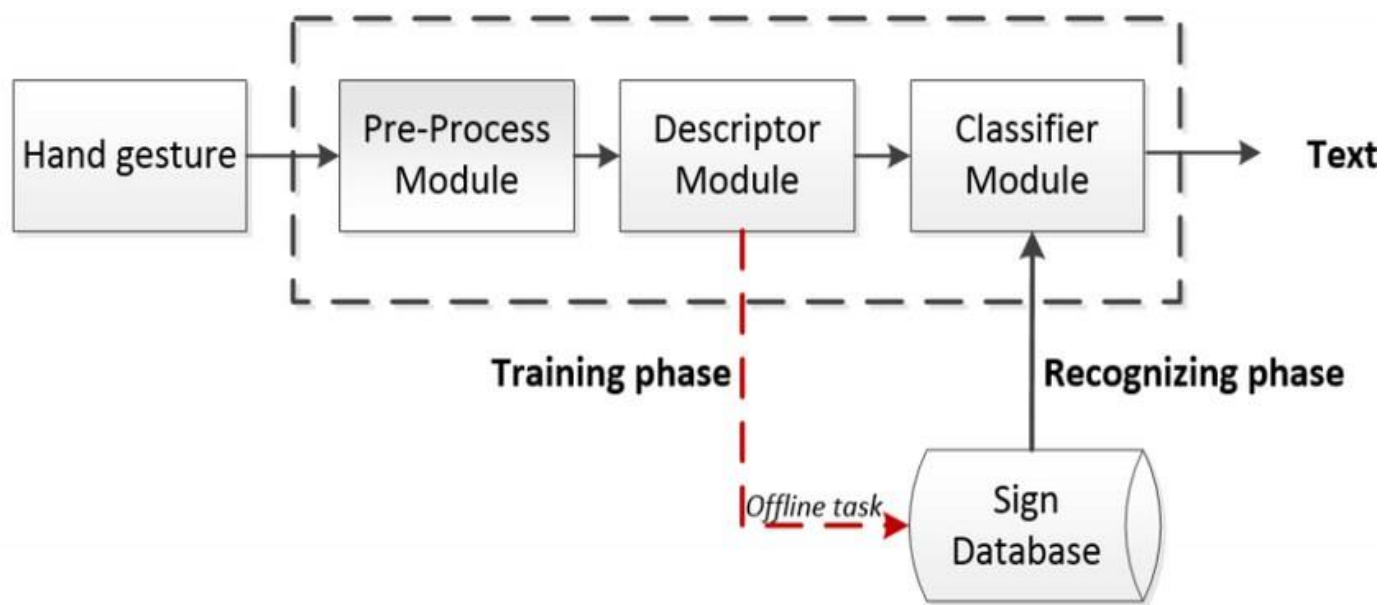 Hand gesture
Pre-Process
Module
Descriptor
Module
Classifier
Module
Text
Training phase
Recognizing phase
Offline task
Sign
Database